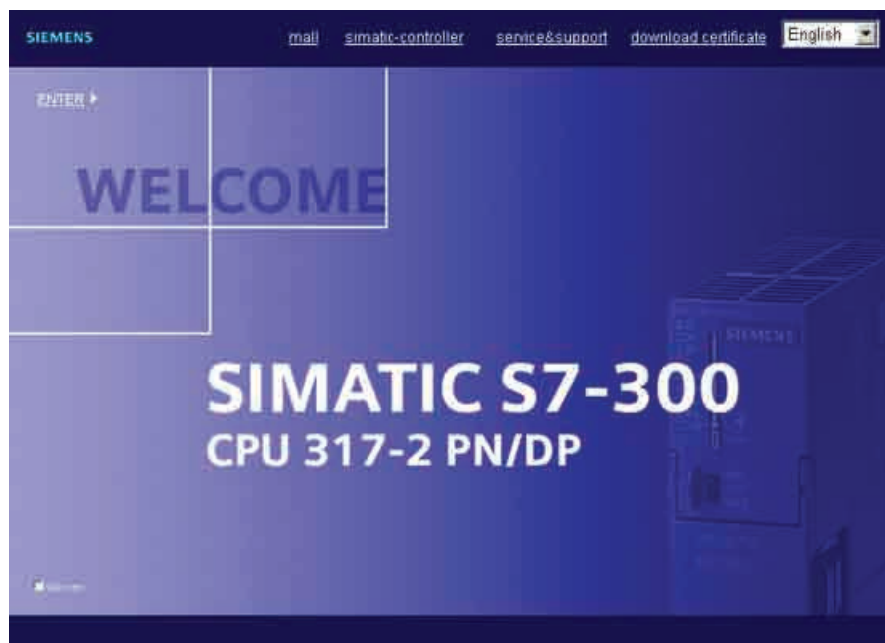 SIEMENS mall simatic-controller service&support download certificate English
ENTER
WELCOME
SIEMENS
SIMATIC S7-300
CPU 317-2 PN/DP